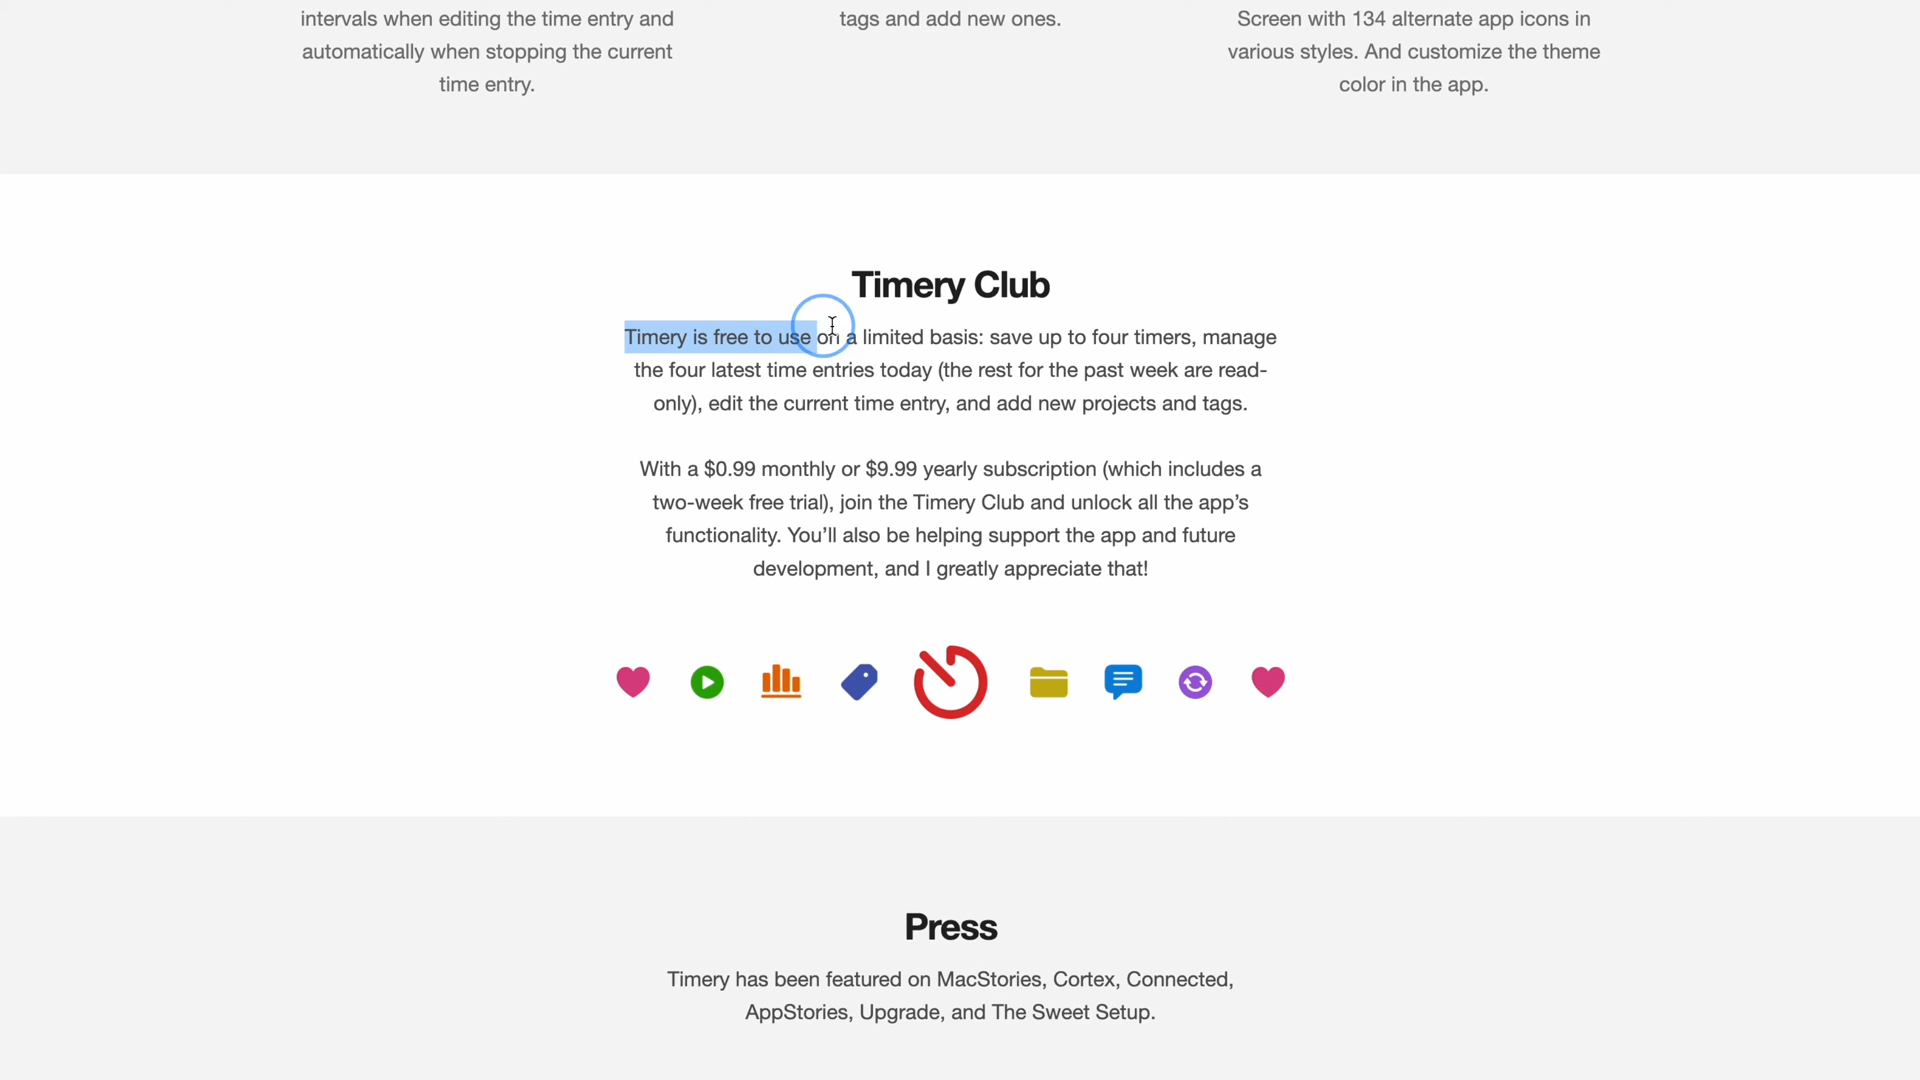 intervals when editing the time entry and
automatically when stopping the current
time entry.
tags and add new ones.
Screen with 134 alternate app icons in
various styles. And customize the theme
color in the app.
Timery Club
Timery is free to use on a limited basis: save up to four timers, manage
the four latest time entries today (the rest for the past week are read-
only), edit the current time entry, and add new projects and tags.
With a $0.99 monthly or $9.99 yearly subscription (which includes a
two-week free trial), join the Timery Club and unlock all the app’s
functionality. You’ll also be helping support the app and future
development, and I greatly appreciate that!
Press
Timery has been featured on MacStories, Cortex, Connected,
AppStories, Upgrade, and The Sweet Setup.